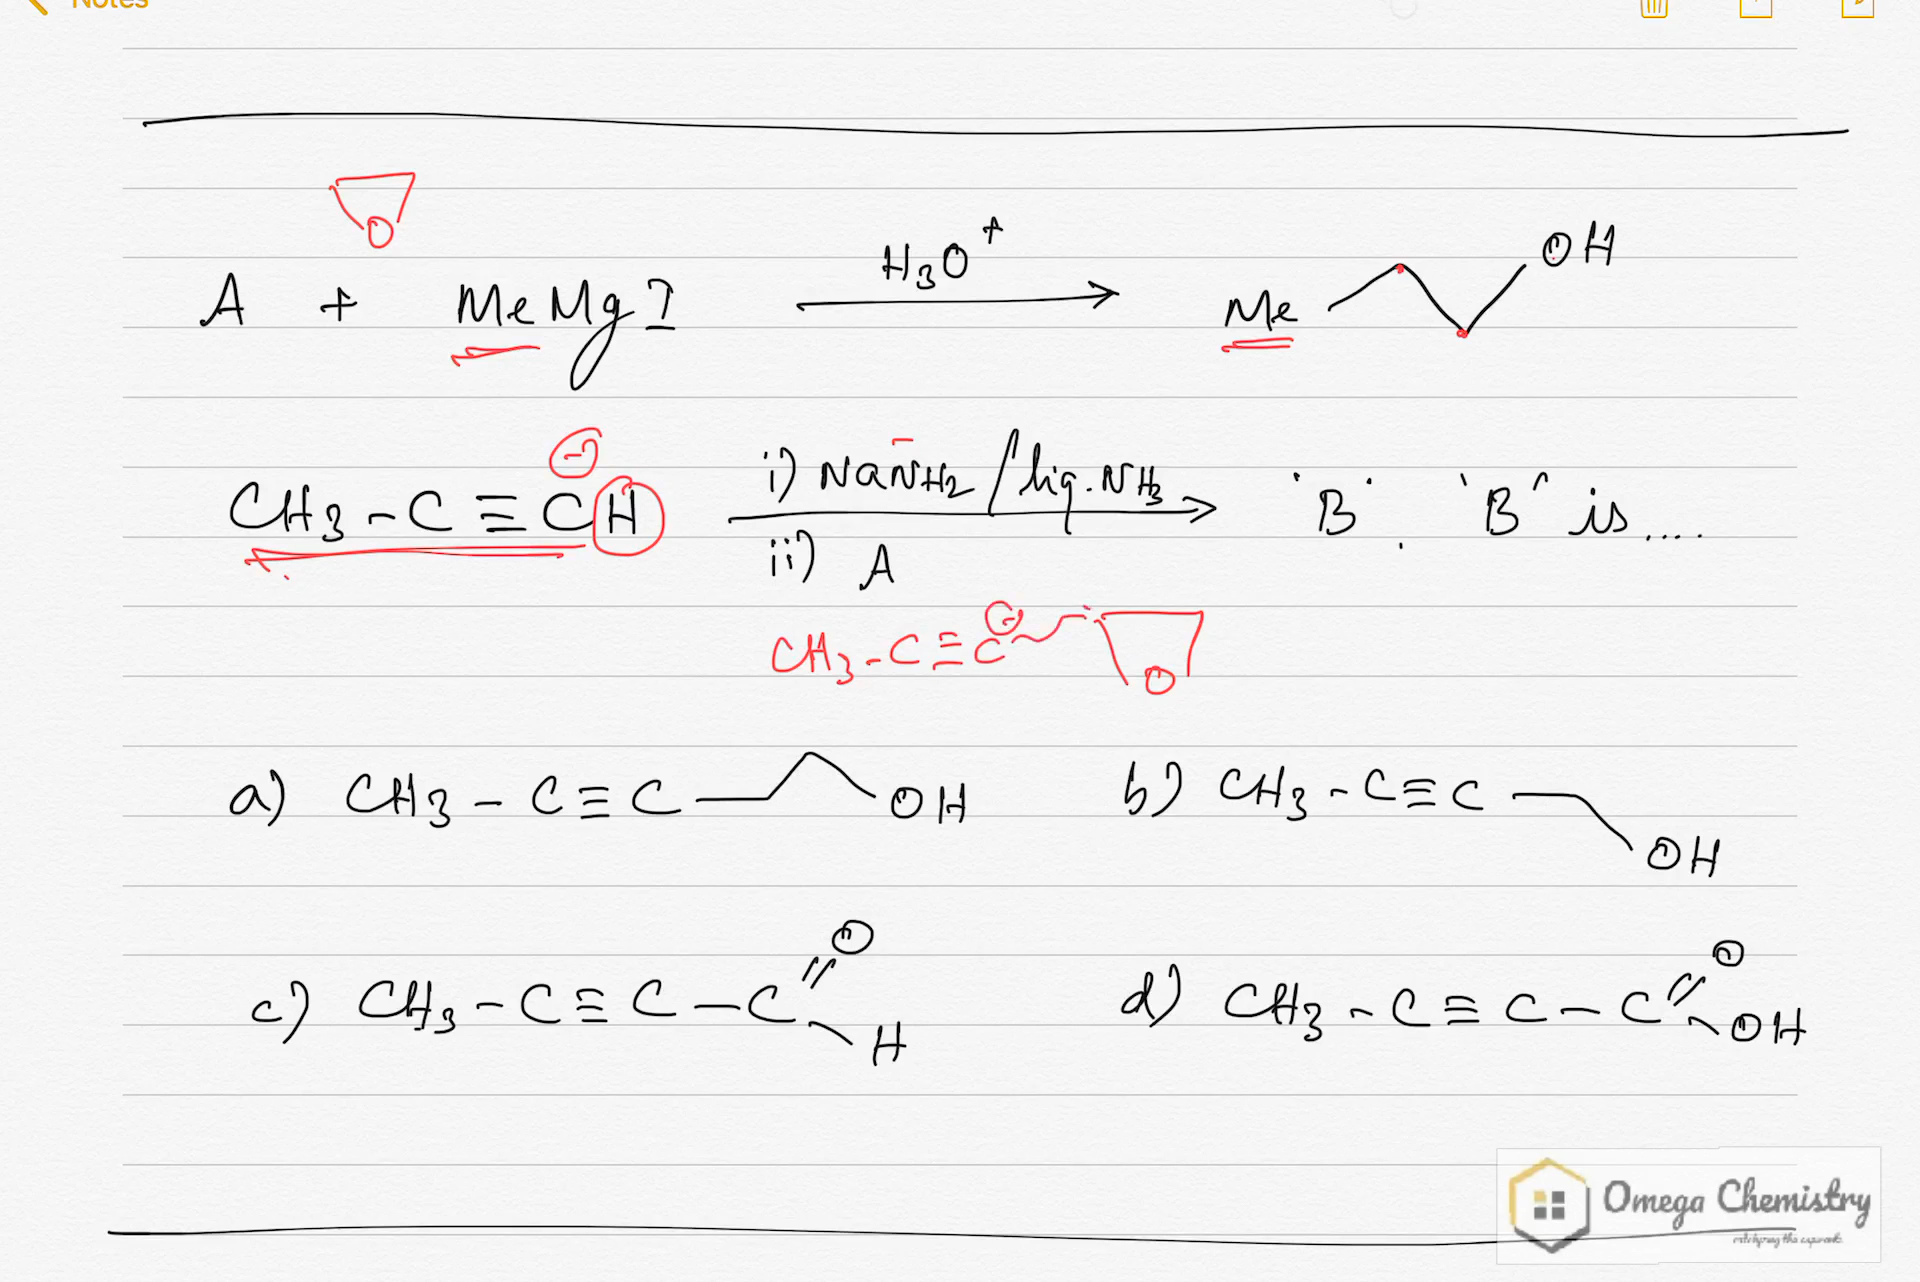 Notes
O
A + MeMgI H3O+ Me OH
⊖
CH3-C≡CH i) NaNH2 / liq. NH3 'B'. 'B' is....
ii) A
CH3-C≡C⊖ O
a) CH3-C≡C OH b) CH3-C≡C OH
c) CH3-C≡C-C O H d) CH3-C≡C-C O OH
Omega Chemistry